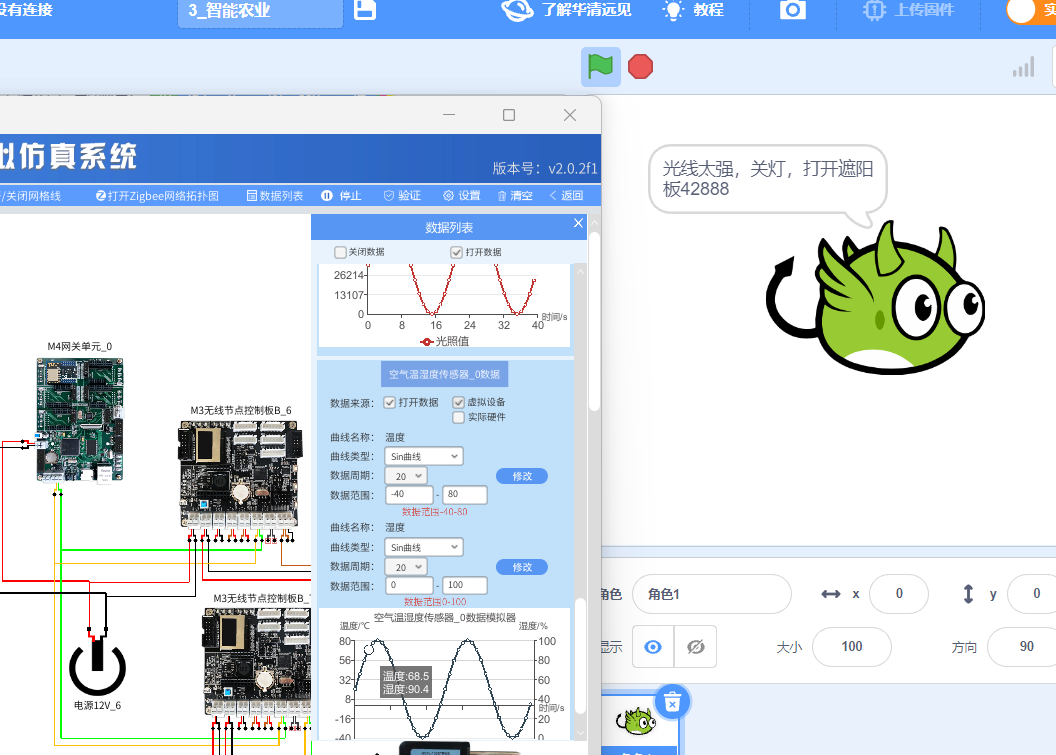 没有连接
3_智能农业
了解华清远见
教程
上传固件
实
以仿真系统
版本号：v2.0.2f1
/关闭网格线
打开Zigbee网络拓扑图
数据列表
停止
验证
设置
清空
返回
数据列表
关闭数据
打开数据
26214
13107
0
0 8 16 24 32 40
时间/s
光照值
空气温湿度传感器_0数据
数据来源：
打开数据
虚拟设备
实际硬件
曲线名称： 温度
曲线类型： Sin曲线
数据周期： 20
修改
数据范围： -40 - 80
数据范围-40-80
曲线名称： 湿度
曲线类型： Sin曲线
数据周期： 20
修改
数据范围： 0 - 100
数据范围0-100
空气温湿度传感器_0数据模拟器
温度/℃
湿度/%
80
56
32
8
-16
-40
100
80
60
40
20
0
时间/s
温度:68.5
湿度:90.4
M4网关单元_0
M3无线节点控制板B_6
M3无线节点控制板B_
电源12V_6
光线太强，关灯，打开遮阳
板42888
角色
角色1
x
0
y
0
显示
大小
100
方向
90